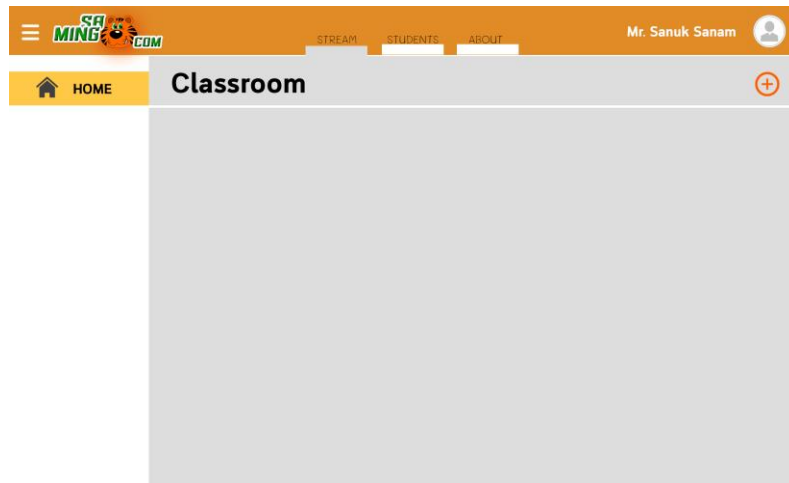 SA
MING
COM
STREAM STUDENTS ABOUT
Mr. Sanuk Sanam
HOME
Classroom